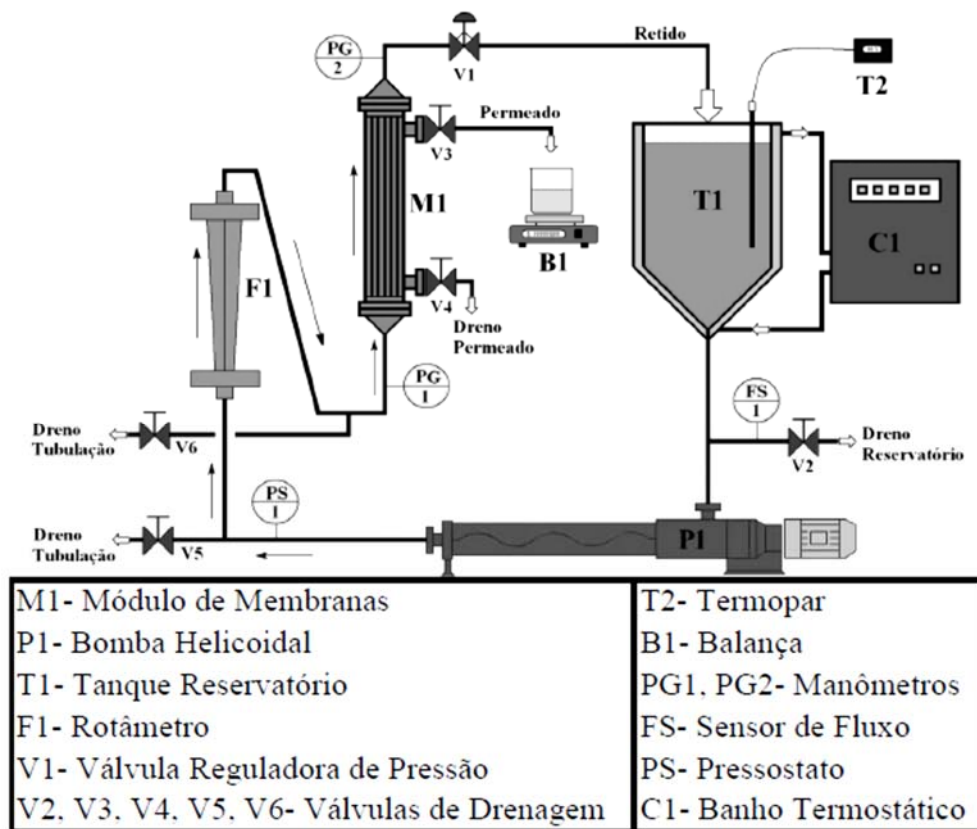 PG
2
V1
Retido
T2
Permeado
V3
M1
T1
C1
B1
F1
V4
Dreno
Permeado
PG
1
FS
1
Dreno
Tubulação
V6
Dreno
Reservatório
V2
PS
1
Dreno
Tubulação
V5
P1
M1- Módulo de Membranas
P1- Bomba Helicoidal
T1- Tanque Reservatório
F1- Rotâmetro
V1- Válvula Reguladora de Pressão
V2, V3, V4, V5, V6- Válvulas de Drenagem
T2- Termopar
B1- Balança
PG1, PG2- Manômetros
FS- Sensor de Fluxo
PS- Pressostato
C1- Banho Termostático